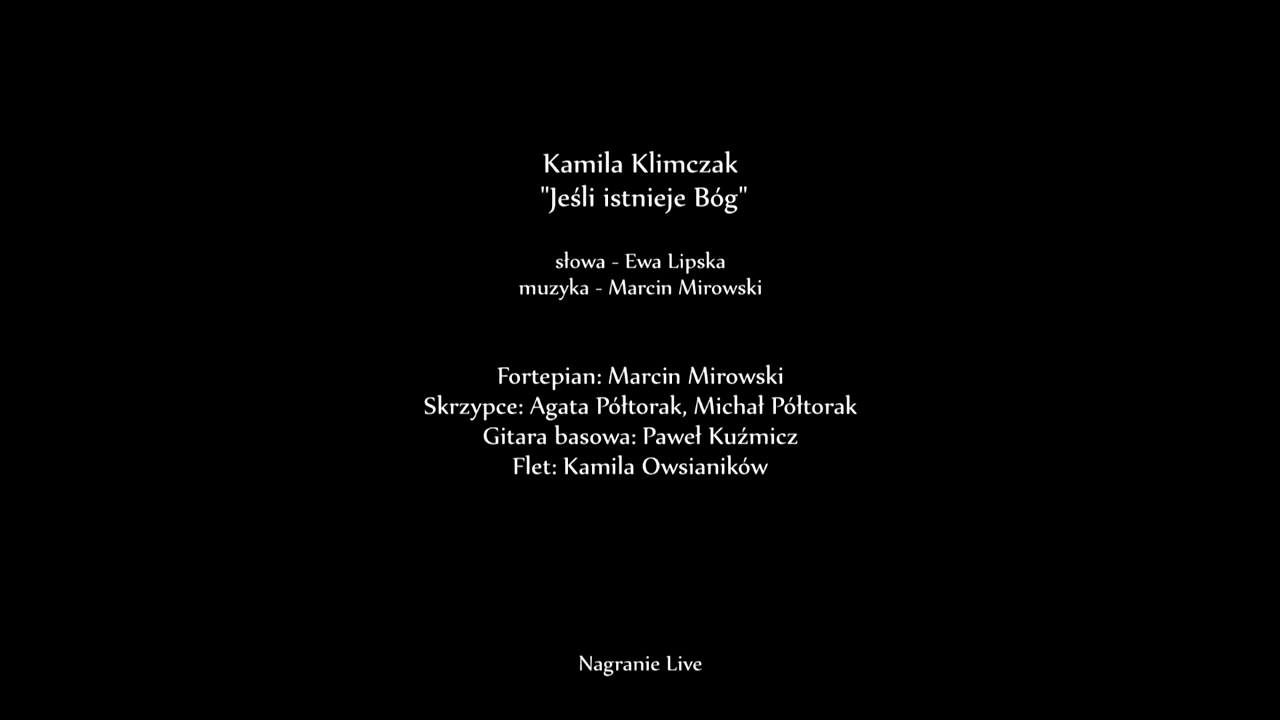 Kamila Klimczak
"Jeśli istnieje Bóg"
słowa - Ewa Lipska
muzyka - Marcin Mirowski
Fortepian: Marcin Mirowski
Skrzypce: Agata Półtorak, Michał Półtorak
Gitara basowa: Paweł Kuźmicz
Flet: Kamila Owsianików
Nagranie Live